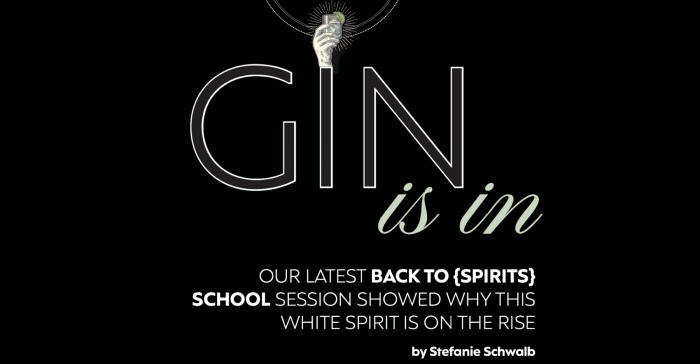 GIN
is in
OUR LATEST BACK TO {SPIRITS}
SCHOOL SESSION SHOWED WHY THIS
WHITE SPIRIT IS ON THE RISE
by Stefanie Schwalb